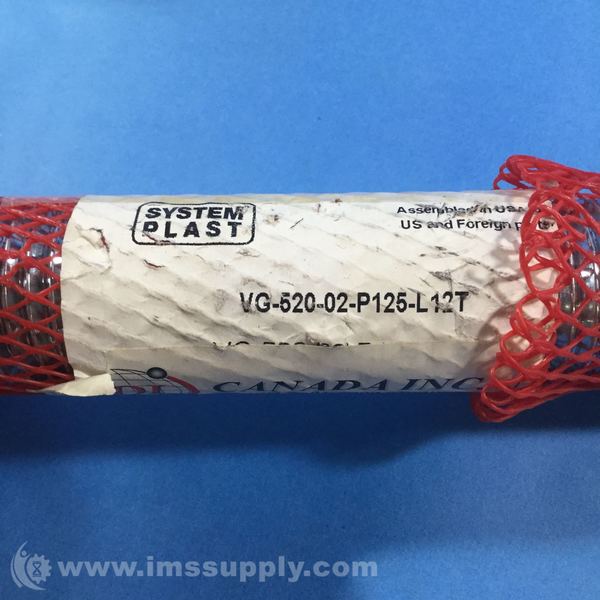 SYSTEM
PLAST
Assembled in USA
US and Foreign
VG-520-02-P125-L12T
CANADA INC
www.imssupply.com